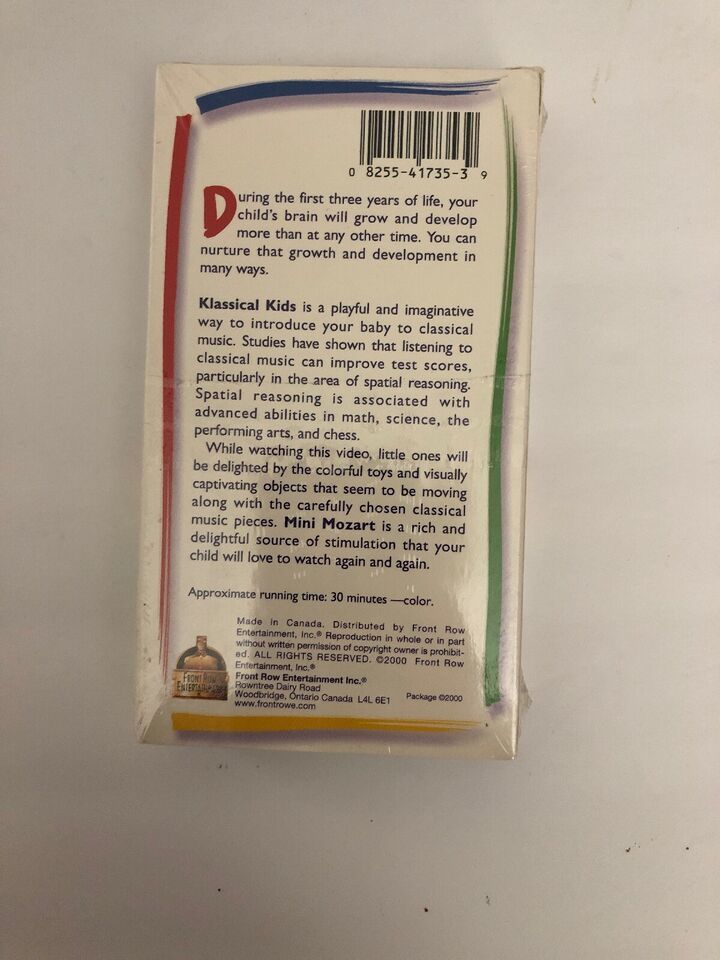 0 8255-41735-3 9
During the first three years of life, your
child's brain will grow and develop
more than at any other time. You can
nurture that growth and development in
many ways.
Klassical Kids is a playful and imaginative
way to introduce your baby to classical
music. Studies have shown that listening to
classical music can improve test scores,
particularly in the area of spatial reasoning.
Spatial reasoning is associated with
advanced abilities in math, science, the
performing arts, and chess.
While watching this video, little ones will
be delighted by the colorful toys and visually
captivating objects that seem to be moving
along with the carefully chosen classical
music pieces. Mini Mozart is a rich and
delightful source of stimulation that your
child will love to watch again and again.
Approximate running time: 30 minutes —color.
Made in Canada. Distributed by Front Row
Entertainment, Inc.® Reproduction in whole or in part
without written permission of copyright owner is prohibit-
ed. ALL RIGHTS RESERVED. ©2000 Front Row
Entertainment, Inc.®
FRONT ROW
ENTERTAINMENT
Front Row Entertainment Inc.®
Rowntree Dairy Road
Woodbridge, Ontario Canada L4L 6E1
www.frontrowe.com
Package ©2000